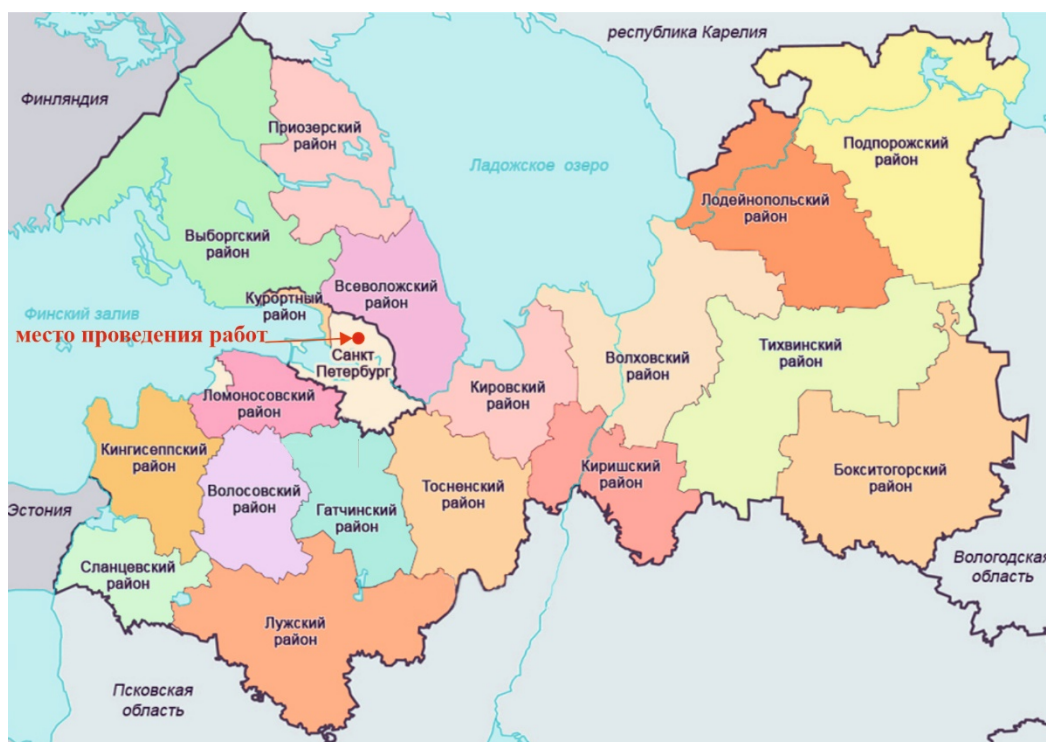 республика Карелия
Финляндия
Приозерский
район
Подпорожский
район
Ладожское озеро
Лодейнопольский
район
Выборгский
район
Всеволожский
район
Курортный
район
Финский залив
место проведения работ
Санкт
Петербург
Волховский
район
Тихвинский
район
Кировский
район
Ломоносовский
район
Кингисеппский
район
Киришский
район
Бокситогорский
район
Волосовский
район
Гатчинский
район
Тосненский
район
Эстония
Сланцевский
район
Вологодская
область
Лужский
район
Псковская
область